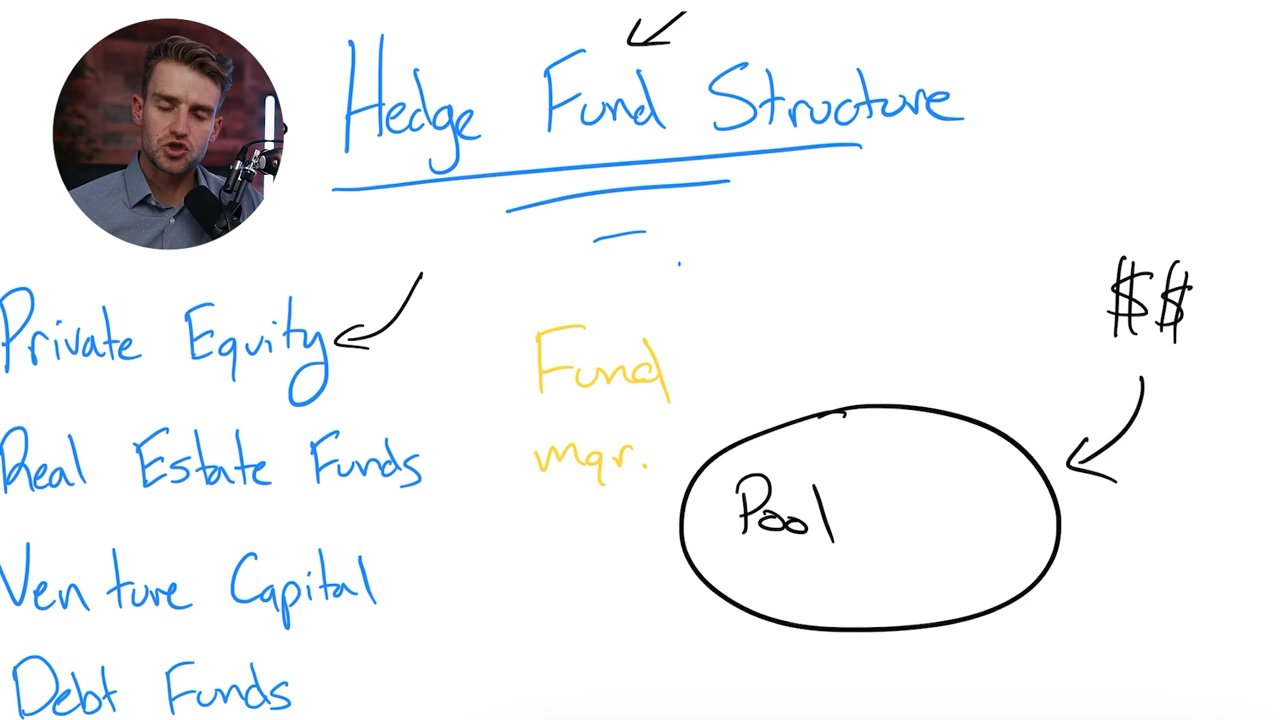 Hedge Fund Structure
Private Equity
Real Estate Funds
Venture Capital
Debt Funds
Fund
mgr.
$$
Pool